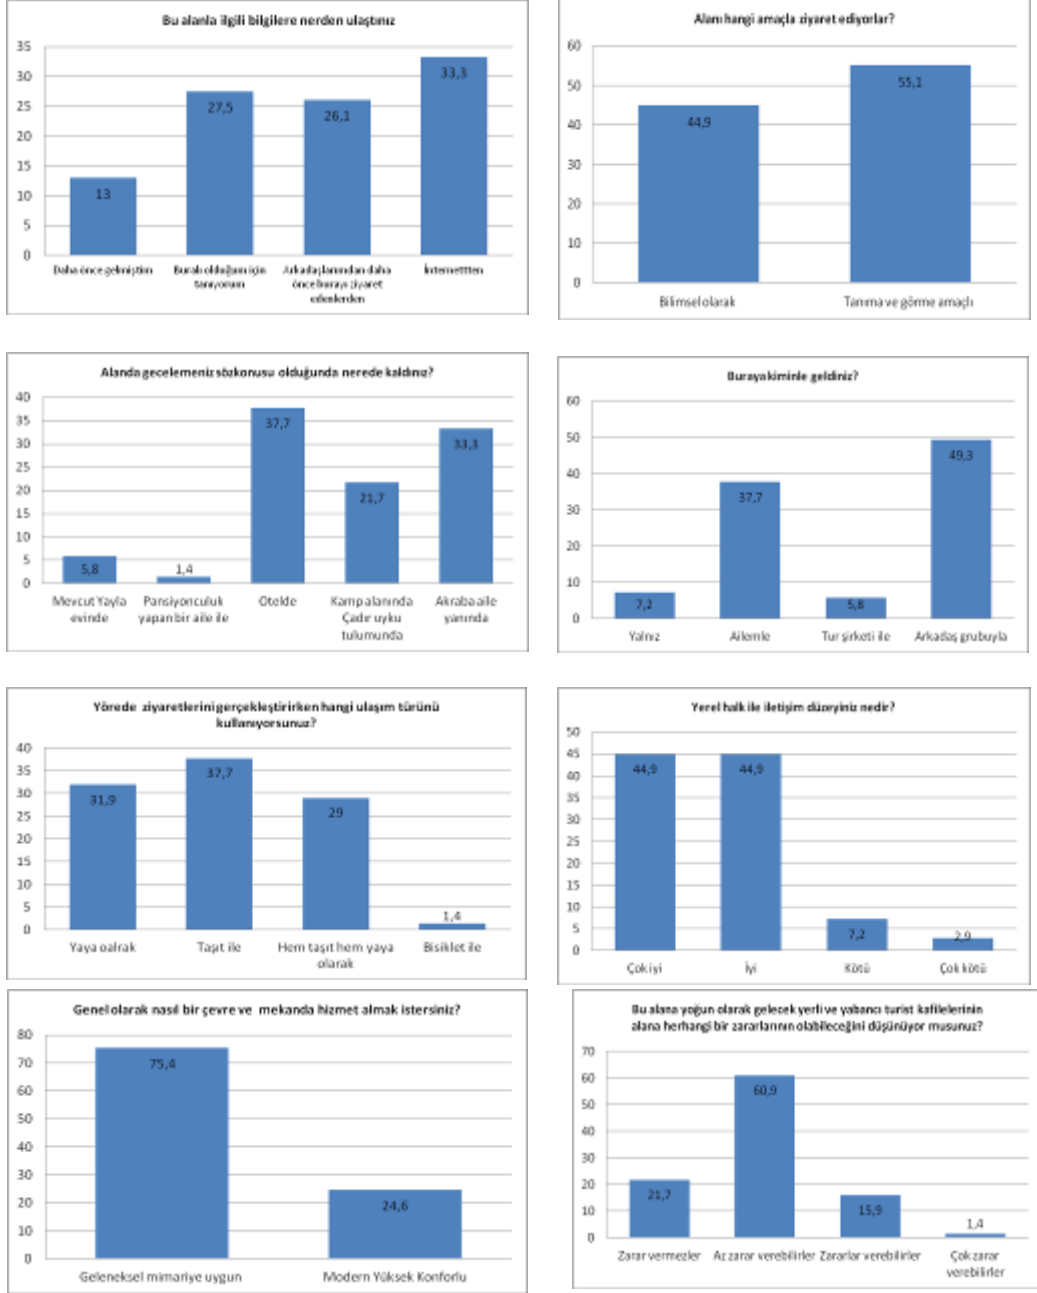 Bu alanla ilgili bilgilere nerden ulaştınız
35
30
25
20
15
10
5
0
13
27,5
26,1
33,3
Daha önce gelmiştim
Buralı olduğum için
tanıyorum
Arkadaşlarımdan daha
önce burayı ziyaret
edenlerden
İnternettten
Alanı hangi amaçla ziyaret ediyorlar?
60
50
40
30
20
10
0
44,9
55,1
Bilimsel olarak
Tanıma ve görme amaçlı
Alanda gecelemeniz sözkonusu olduğunda nerede kaldınız?
40
35
30
25
20
15
10
5
0
5,8
1,4
37,7
21,7
33,3
Mevcut Yayla
evinde
Pansiyonculuk
yapan bir aile ile
Otelde
Kamp alanında
Çadır uyku
tulumunda
Akraba aile
yanında
Buraya kiminle geldiniz?
60
50
40
30
20
10
0
7,2
37,7
5,8
49,3
Yalnız
Ailemle
Tur şirketi ile
Arkadaş grubuyla
Yörede ziyaretlerini gerçekleştirirken hangi ulaşım türünü
kullanıyorsunuz?
40
35
30
25
20
15
10
5
0
31,9
37,7
29
1,4
Yaya oalrak
Taşıt ile
Hem taşıt hem yaya
olarak
Bisiklet ile
Yerel halk ile iletişim düzeyiniz nedir?
50
45
40
35
30
25
20
15
10
5
0
44,9
44,9
7,2
2,9
Çok iyi
İyi
Kötü
Çok kötü
Genel olarak nasıl bir çevre ve mekanda hizmet almak istersiniz?
80
70
60
50
40
30
20
10
0
75,4
24,6
Geleneksel mimariye uygun
Modern Yüksek Konforlu
Bu alana yoğun olarak gelecek yerli ve yabancı turist kafilelerinin
alana herhangi bir zararlarının olabileceğini düşünüyor musunuz?
70
60
50
40
30
20
10
0
21,7
60,9
15,9
1,4
Zarar vermezler
Az zarar verebilirler
Zararlar verebilirler
Çok zarar
verebilirler